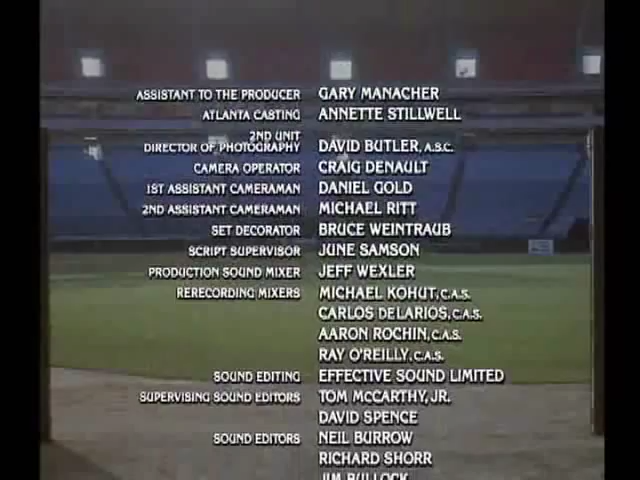 ASSISTANT TO THE PRODUCER GARY MANACHER
ATLANTA CASTING ANNETTE STILLWELL
2ND UNIT
DIRECTOR OF PHOTOGRAPHY DAVID BUTLER, A.S.C.
CAMERA OPERATOR CRAIG DENAULT
1ST ASSISTANT CAMERAMAN DANIEL GOLD
2ND ASSISTANT CAMERAMAN MICHAEL RITT
SET DECORATOR BRUCE WEINTRAUB
SCRIPT SUPERVISOR JUNE SAMSON
PRODUCTION SOUND MIXER JEFF WEXLER
RERECORDING MIXERS MICHAEL KOHUT, C.A.S.
CARLOS DELARIOS, C.A.S.
AARON ROCHIN, C.A.S.
RAY O'REILLY, C.A.S.
SOUND EDITING EFFECTIVE SOUND LIMITED
SUPERVISING SOUND EDITORS TOM MCCARTHY, JR.
DAVID SPENCE
SOUND EDITORS NEIL BURROW
RICHARD SHORR
JIM BULLOCK